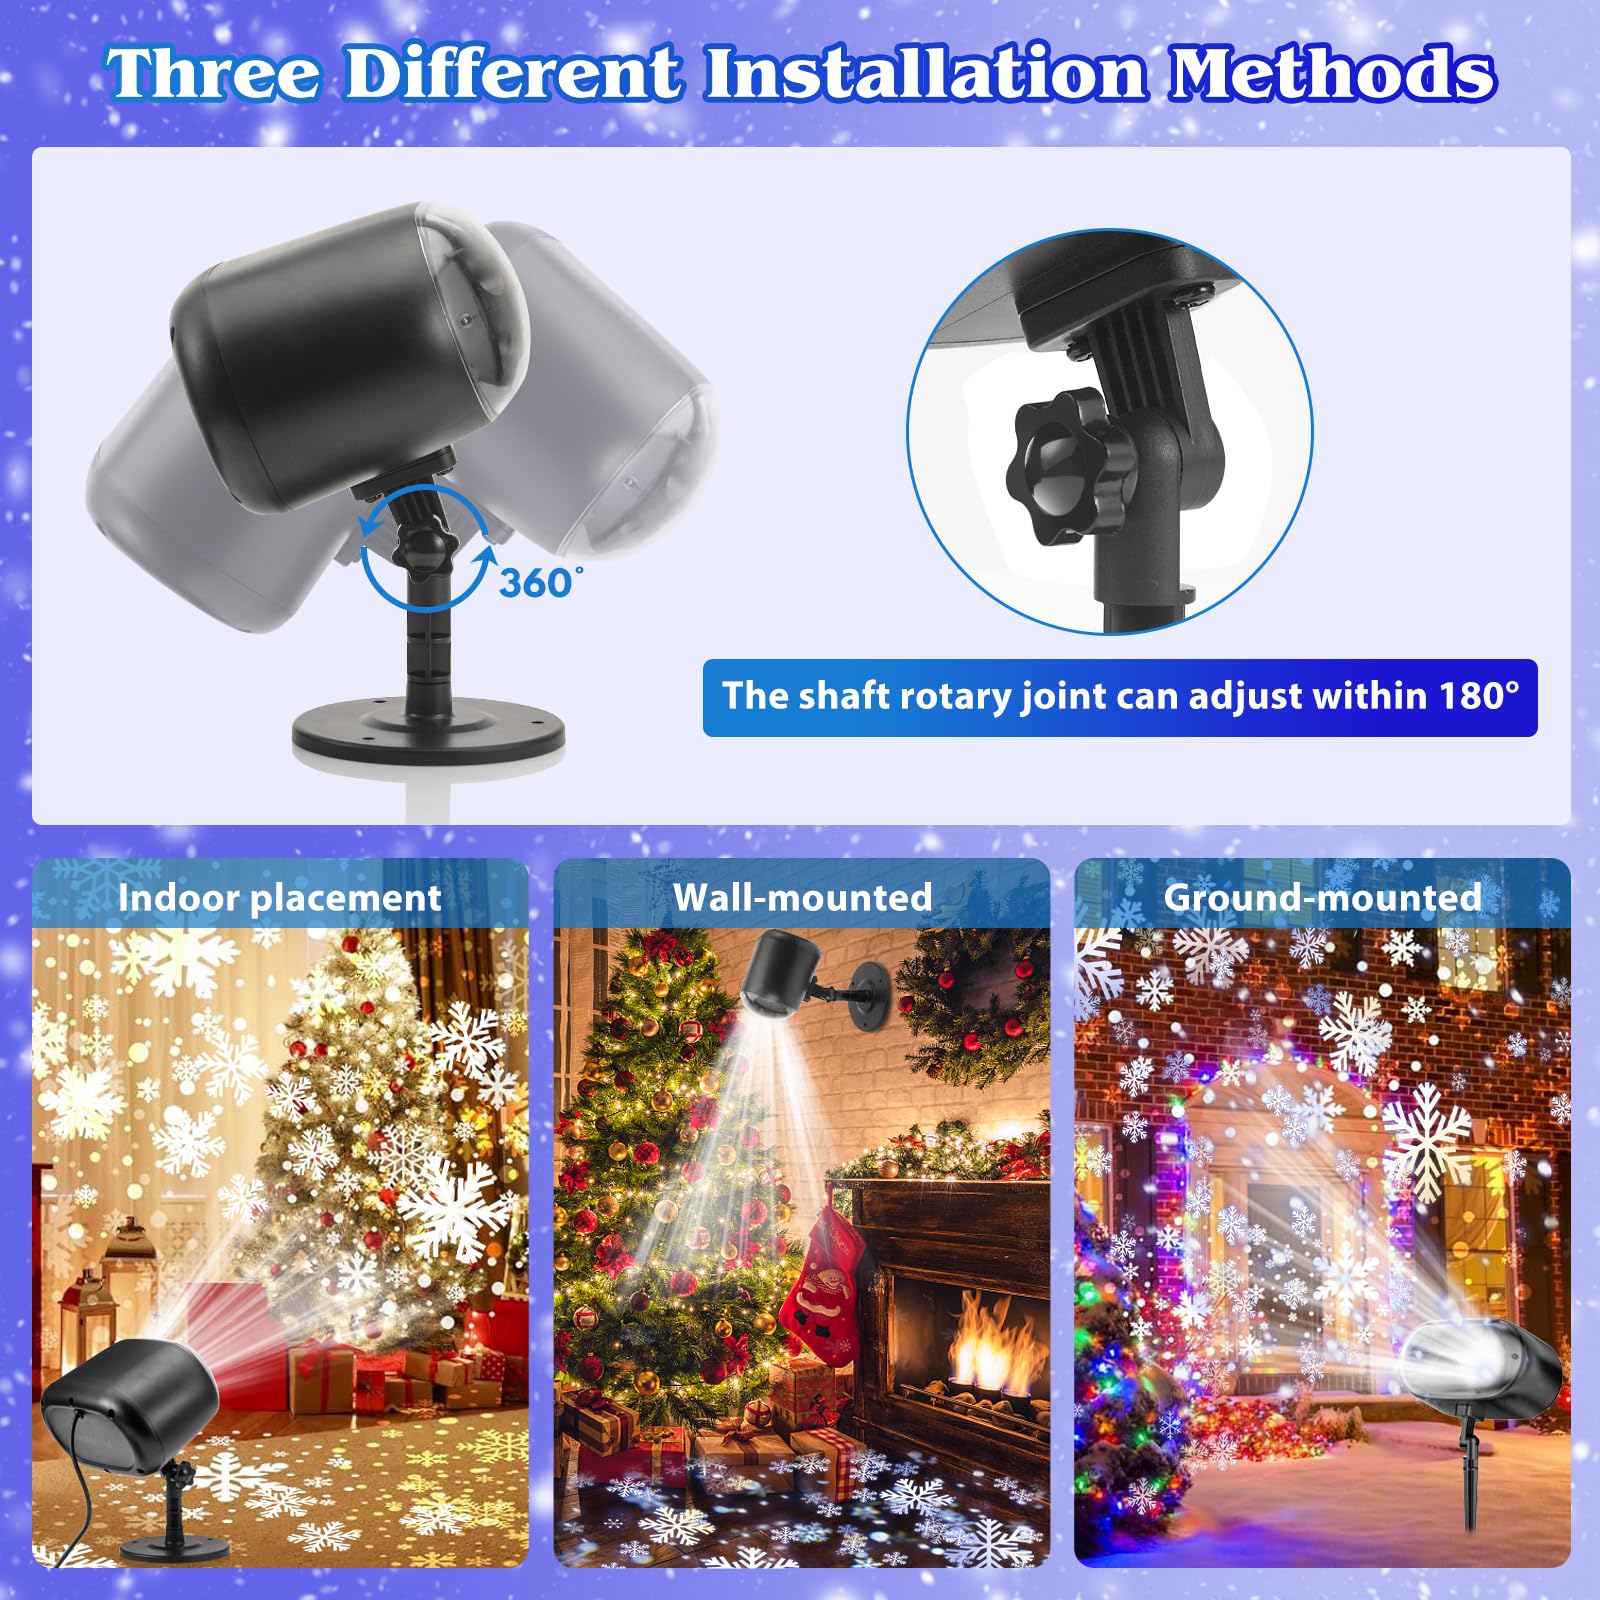 Three Different Installation Methods
360°
The shaft rotary joint can adjust within 180°
Indoor placement
Wall-mounted
Ground-mounted